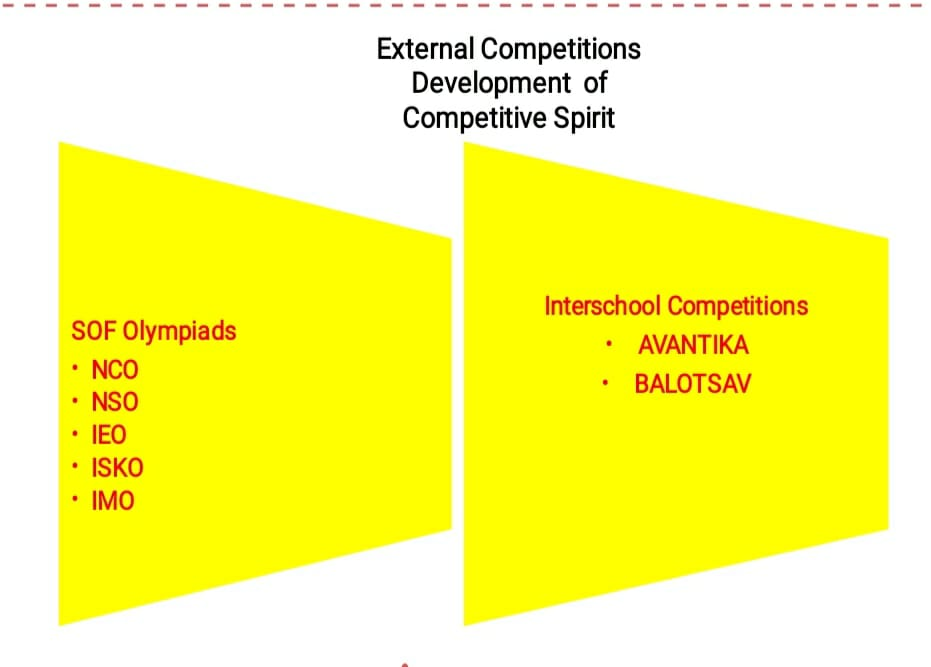 External Competitions
Development of
Competitive Spirit
SOF Olympiads
• NCO
• NSO
• IEO
• ISKO
• IMO
Interschool Competitions
• AVANTIKA
• BALOTSAV